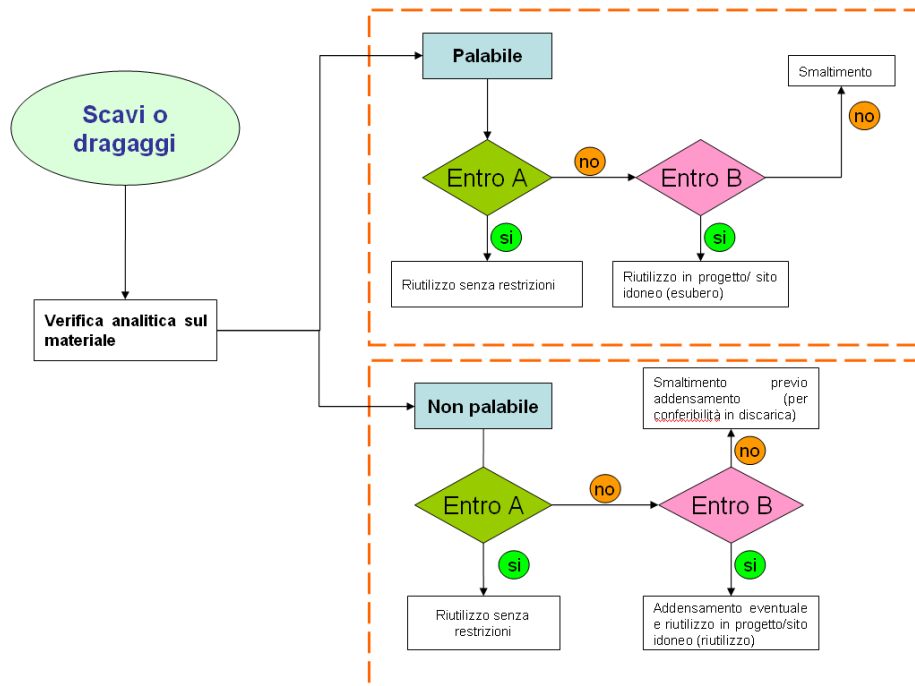 Scavi o
dragaggi
Verifica analitica sul
materiale
Palabile
Entro A
no
Entro B
no
Smaltimento
si
si
Riutilizzo senza restrizioni
Riutilizzo in progetto/ sito
idoneo (esubero)
Non palabile
Smaltimento previo
addensamento (per
conferibilità in discarica)
no
Entro A
no
Entro B
si
si
Riutilizzo senza
restrizioni
Addensamento eventuale
e riutilizzo in progetto/sito
idoneo (riutilizzo)